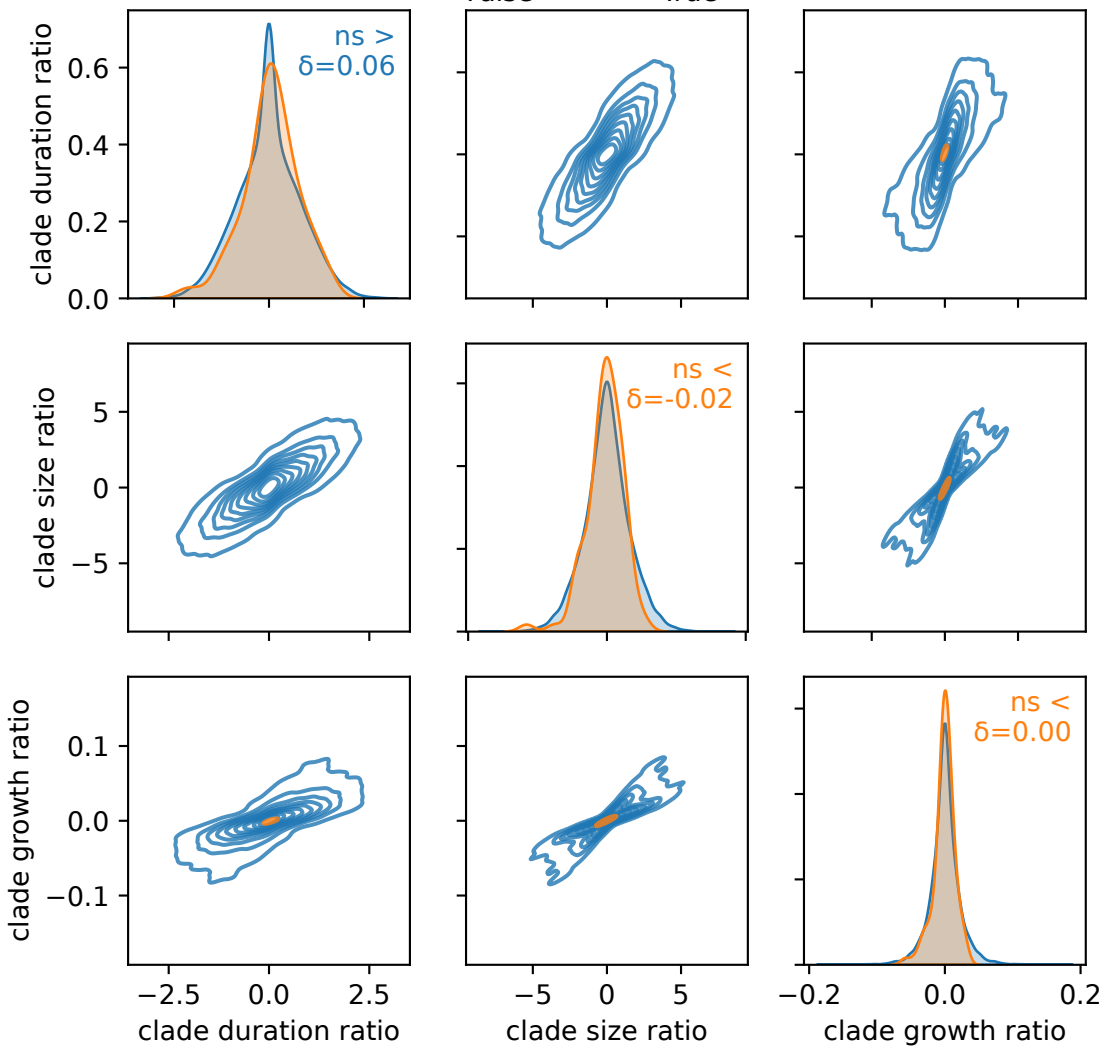 clade duration ratio
0.6
0.4
0.2
0.0
ns >
δ=0.06
−5 0 5
clade size ratio
5
0
−5
ns <
δ=-0.02
clade growth ratio
0.1
0.0
−0.1
ns <
δ=0.00
−2.5 0.0 2.5
−5 0 5
−0.2 0.0 0.2
clade duration ratio
clade size ratio
clade growth ratio